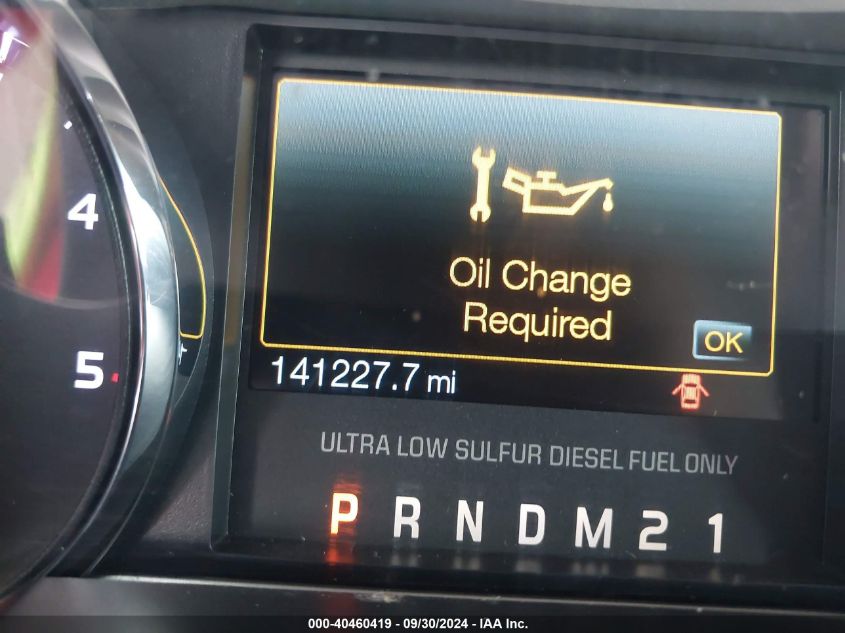 4
5
Oil Change
Required
OK
141227.7 mi
ULTRA LOW SULFUR DIESEL FUEL ONLY
P R N D M 2 1
000-40460419 - 09/30/2024 - IAA Inc.